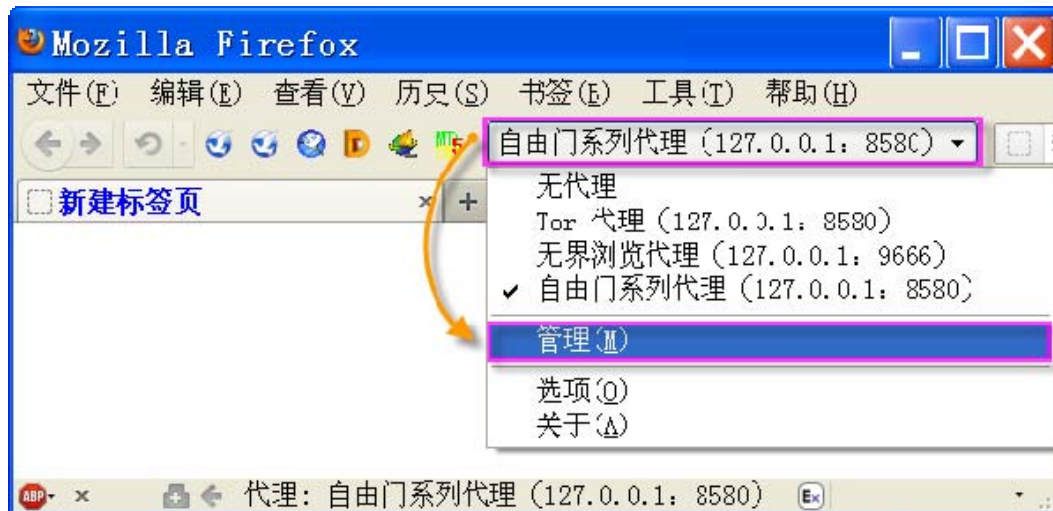 Mozilla Firefox
文件(F) 编辑(E) 查看(V) 历史(S) 书签(B) 工具(T) 帮助(H)
自由门系列代理 (127.0.0.1: 8580)
新建标签页
无代理
Tor 代理 (127.0.0.1: 8580)
无界浏览代理 (127.0.0.1: 9666)
自由门系列代理 (127.0.0.1: 8580)
管理(M)
选项(O)
关于(A)
ABP 代理: 自由门系列代理 (127.0.0.1: 8580)